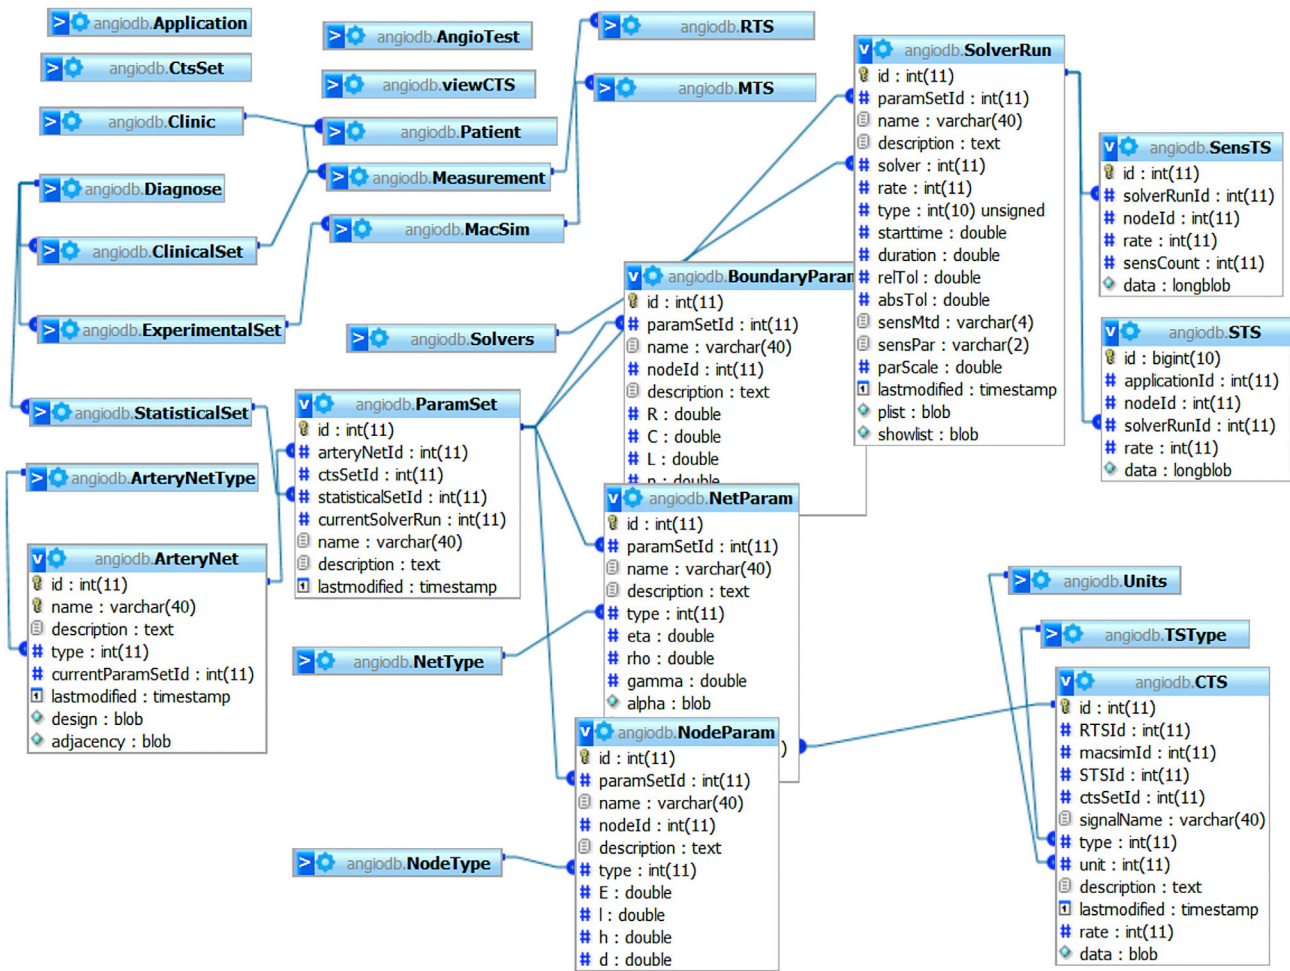 angiodb.Application
angiodb.CtsSet
angiodb.Clinic
angiodb.Diagnose
angiodb.ClinicalSet
angiodb.ExperimentalSet
angiodb.StatisticalSet
angiodb.ArteryNetType
v angiodb.ArteryNet
id : int(11)
name : varchar(40)
description : text
# type : int(11)
# currentParamSetId : int(11)
lastmodified : timestamp
design : blob
adjacency : blob
angiodb.AngioTest
angiodb.viewCTS
angiodb.Patient
angiodb.Measurement
angiodb.MacSim
angiodb.Solvers
v angiodb.ParamSet
id : int(11)
# arteryNetId : int(11)
# ctsSetId : int(11)
# statisticalSetId : int(11)
# currentSolverRun : int(11)
name : varchar(40)
description : text
lastmodified : timestamp
angiodb.NetType
angiodb.NodeType
angiodb.RTS
angiodb.MTS
v angiodb.BoundaryParam
id : int(11)
# paramSetId : int(11)
name : varchar(40)
# nodeId : int(11)
description : text
# R : double
# C : double
# L : double
v angiodb.NetParam
id : int(11)
# paramSetId : int(11)
name : varchar(40)
description : text
# type : int(11)
# eta : double
# rho : double
# gamma : double
alpha : blob
)
v angiodb.NodeParam
id : int(11)
# paramSetId : int(11)
name : varchar(40)
# nodeId : int(11)
description : text
# type : int(11)
# E : double
# l : double
# h : double
# d : double
v angiodb.SolverRun
id : int(11)
# paramSetId : int(11)
name : varchar(40)
description : text
# solver : int(11)
# rate : int(11)
# type : int(10) unsigned
# starttime : double
# duration : double
# relTol : double
# absTol : double
sensMtd : varchar(4)
sensPar : varchar(2)
# parScale : double
lastmodified : timestamp
plist : blob
showlist : blob
v angiodb.SensTS
id : int(11)
# solverRunId : int(11)
# nodeId : int(11)
# rate : int(11)
# sensCount : int(11)
data : longblob
v angiodb.STS
id : bigint(10)
# applicationId : int(11)
# nodeId : int(11)
# solverRunId : int(11)
# rate : int(11)
data : longblob
angiodb.Units
angiodb.TSType
v angiodb.CTS
id : int(11)
# RTSId : int(11)
# macsimId : int(11)
# STSId : int(11)
# ctsSetId : int(11)
signalName : varchar(40)
# type : int(11)
# unit : int(11)
description : text
lastmodified : timestamp
# rate : int(11)
data : blob